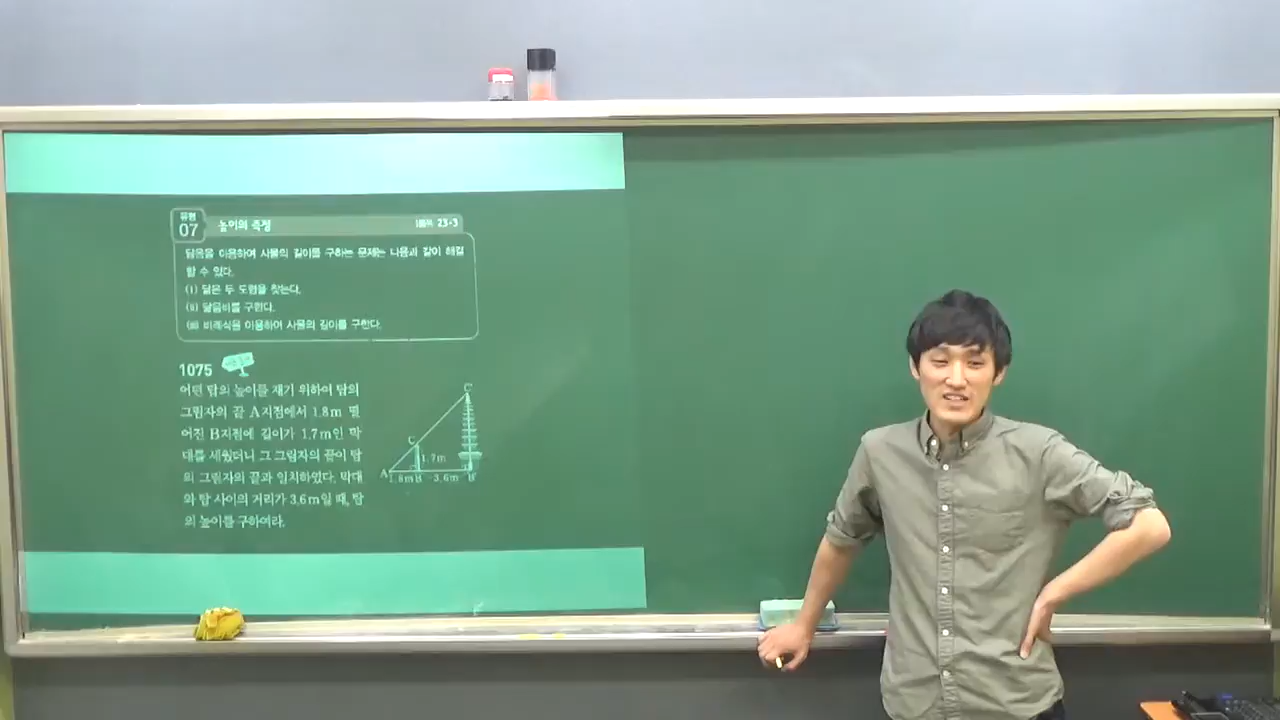 유형
07
높이의 측정
23-3
닮음을 이용하여 사물의 길이를 구하는 문제는 다음과 같이 해결
할 수 있다.
(i) 닮은 두 도형을 찾는다.
(ii) 닮음비를 구한다.
(iii) 비례식을 이용하여 사물의 길이를 구한다.
1075
어떤 탑의 높이를 재기 위하여 탑의
그림자의 끝 A지점에서 1.8m 떨
어진 B지점에 길이가 1.7m인 막
대를 세웠더니 그 그림자의 끝이 탑
의 그림자의 끝과 일치하였다. 막대
와 탑 사이의 거리가 3.6m일 때, 탑
의 높이를 구하여라.
C'
C
1.7m
A
1.8m B 3.6m B'